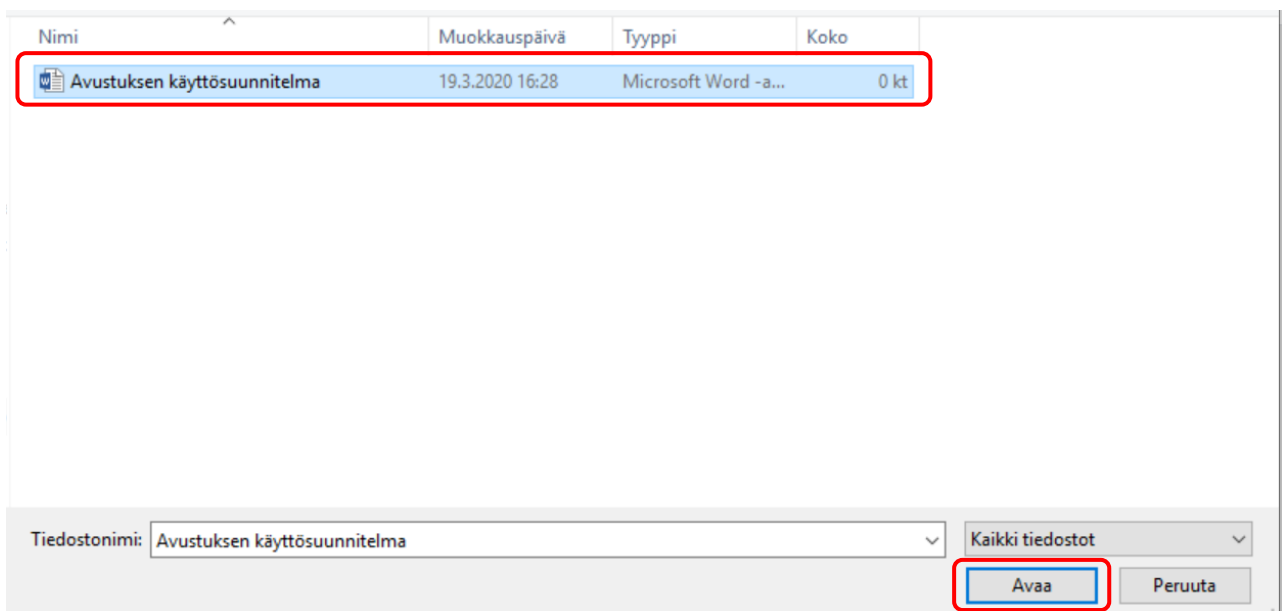 Nimi Muokkauspäivä Tyyppi Koko
Avustuksen käyttösuunnitelma 19.3.2020 16:28 Microsoft Word -a... 0 kt
Tiedostonimi: Avustuksen käyttösuunnitelma Kaikki tiedostot
Avaa Peruuta